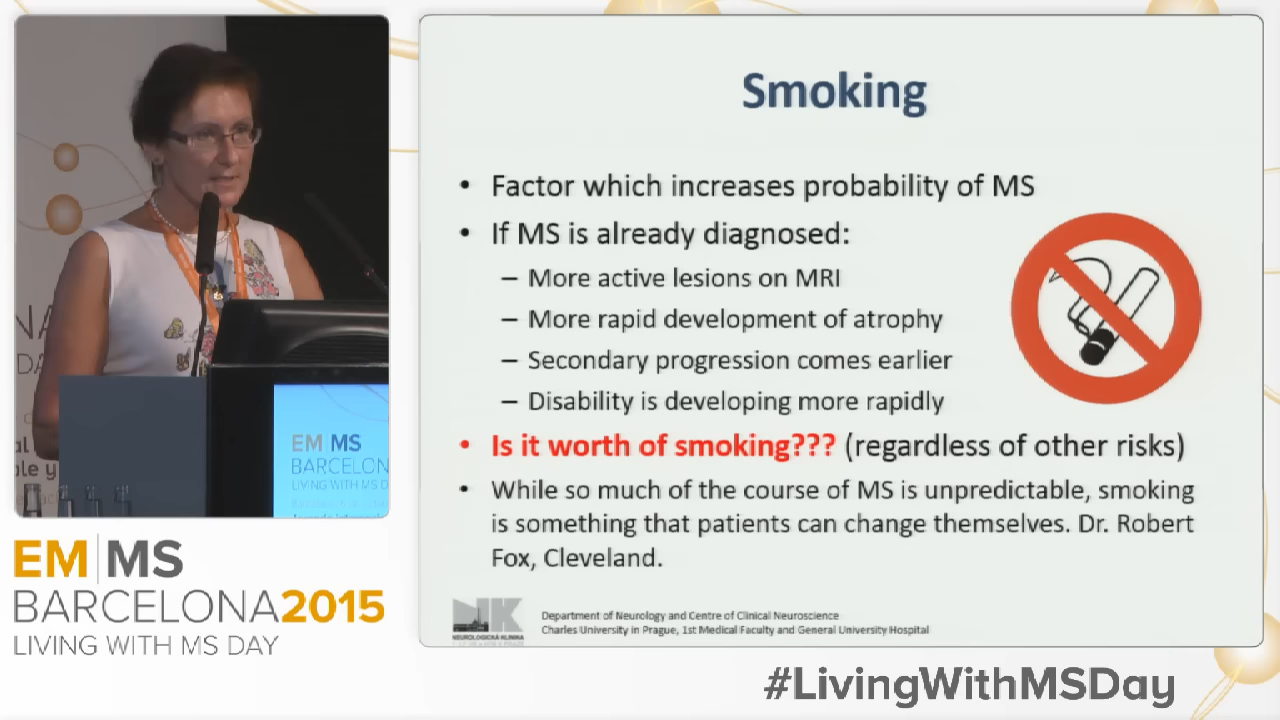 Smoking
• Factor which increases probability of MS
• If MS is already diagnosed:
– More active lesions on MRI
– More rapid development of atrophy
– Secondary progression comes earlier
– Disability is developing more rapidly
• Is it worth of smoking??? (regardless of other risks)
• While so much of the course of MS is unpredictable, smoking
is something that patients can change themselves. Dr. Robert
Fox, Cleveland.
NK
NEUROLOGICKÁ KLINIKA
Department of Neurology and Centre of Clinical Neuroscience
Charles University in Prague, 1st Medical Faculty and General University Hospital
EM MS
BARCELON
LIVING WITH MS D
EM|MS
BARCELONA2015
LIVING WITH MS DAY
#LivingWithMSDay